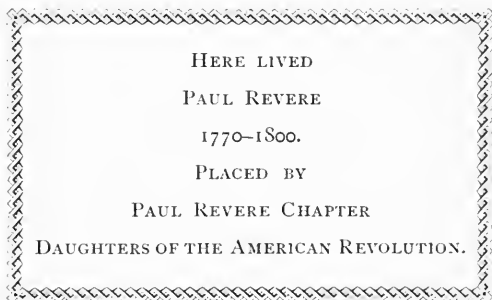 Here lived
Paul Revere
1770–1800.
Placed by
Paul Revere Chapter
Daughters of the American Revolution.